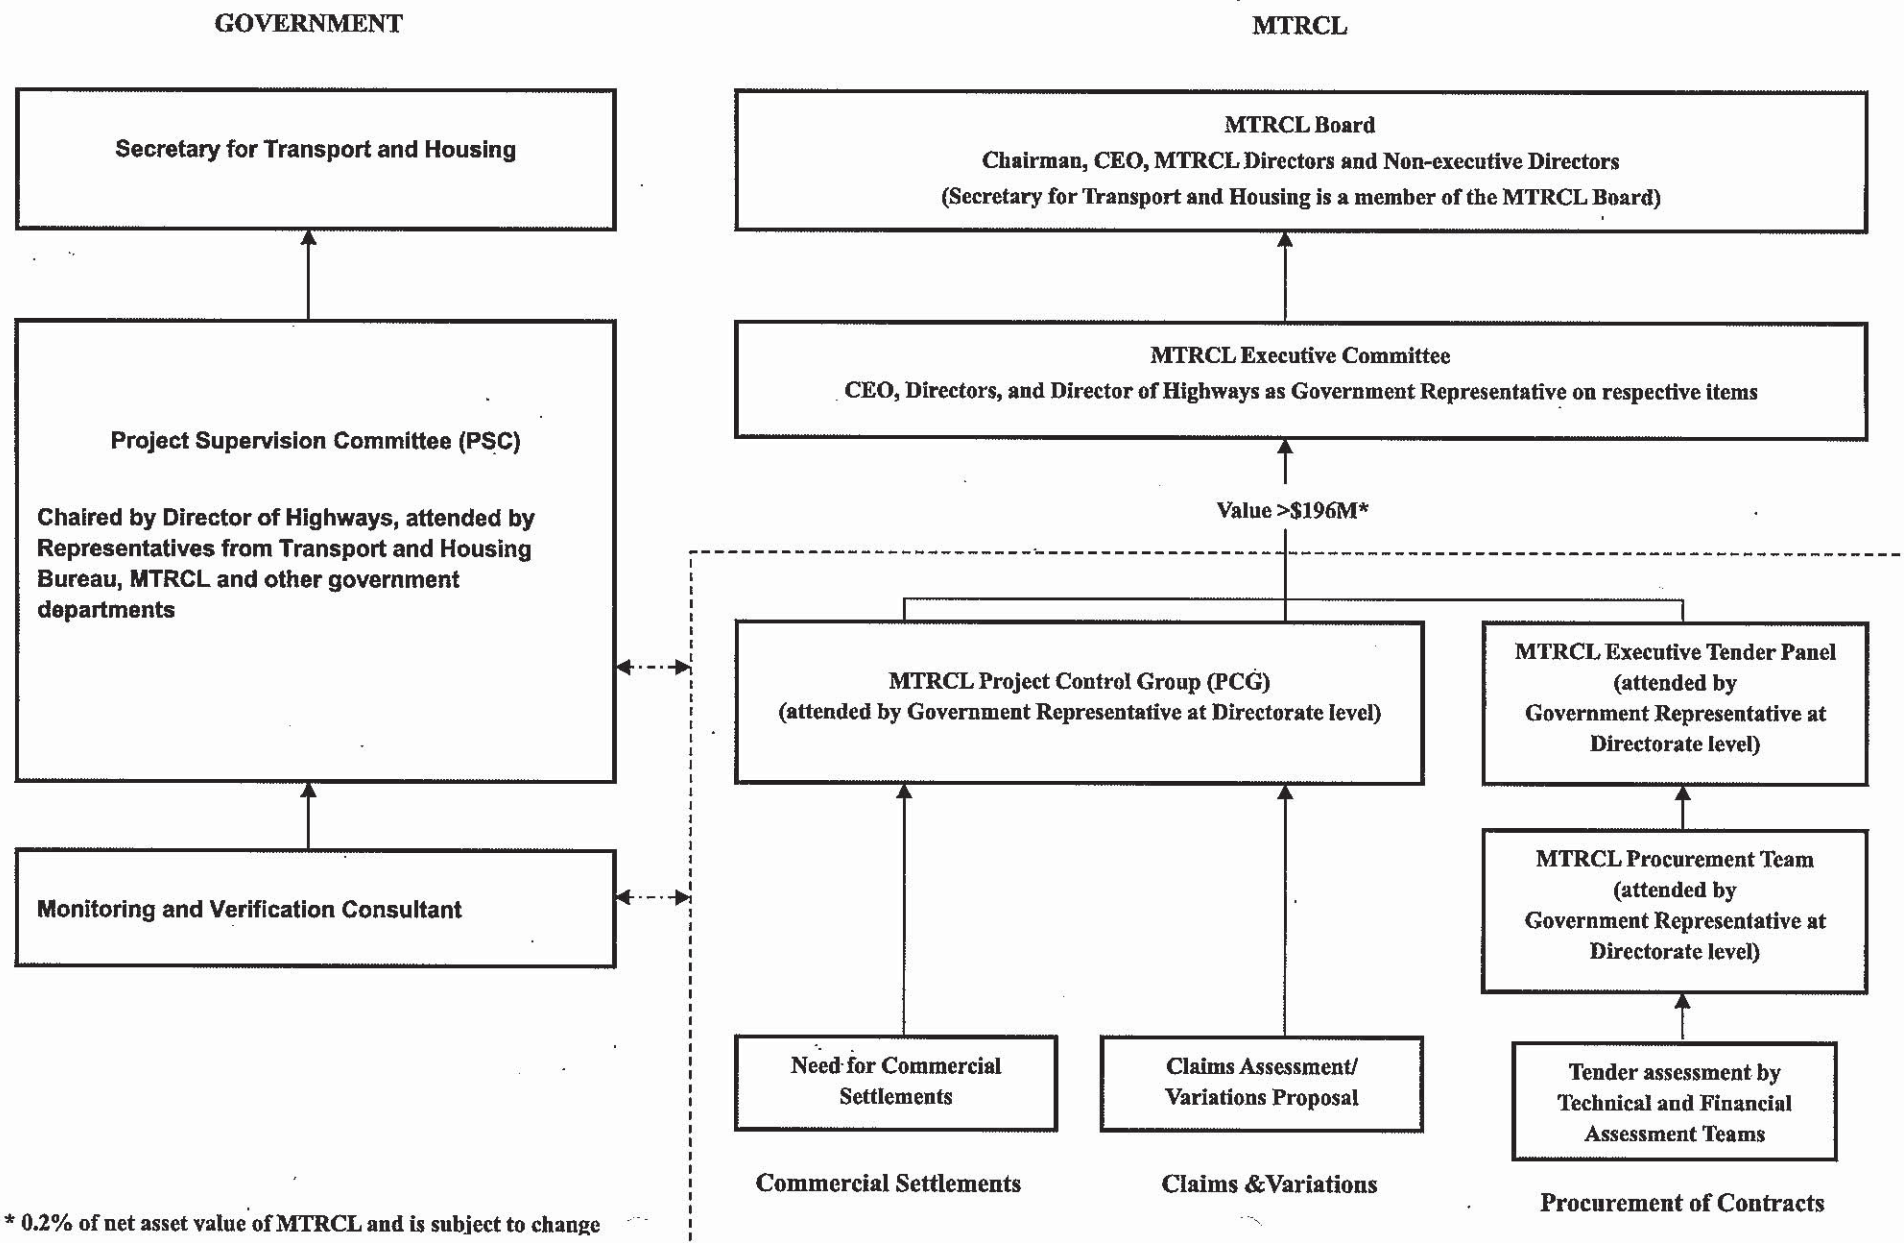 GOVERNMENT
Secretary for Transport and Housing
Project Supervision Committee (PSC)
Chaired by Director of Highways, attended by
Representatives from Transport and Housing
Bureau, MTRCL and other government
departments
Monitoring and Verification Consultant
MTRCL
MTRCL Board
Chairman, CEO, MTRCL Directors and Non-executive Directors
(Secretary for Transport and Housing is a member of the MTRCL Board)
MTRCL Executive Committee
CEO, Directors, and Director of Highways as Government Representative on respective items
Value >$196M*
MTRCL Project Control Group (PCG)
(attended by Government Representative at Directorate level)
MTRCL Executive Tender Panel
(attended by
Government Representative at
Directorate level)
MTRCL Procurement Team
(attended by
Government Representative at
Directorate level)
Need for Commercial
Settlements
Claims Assessment/
Variations Proposal
Tender assessment by
Technical and Financial
Assessment Teams
Commercial Settlements
Claims &Variations
Procurement of Contracts
* 0.2% of net asset value of MTRCL and is subject to change